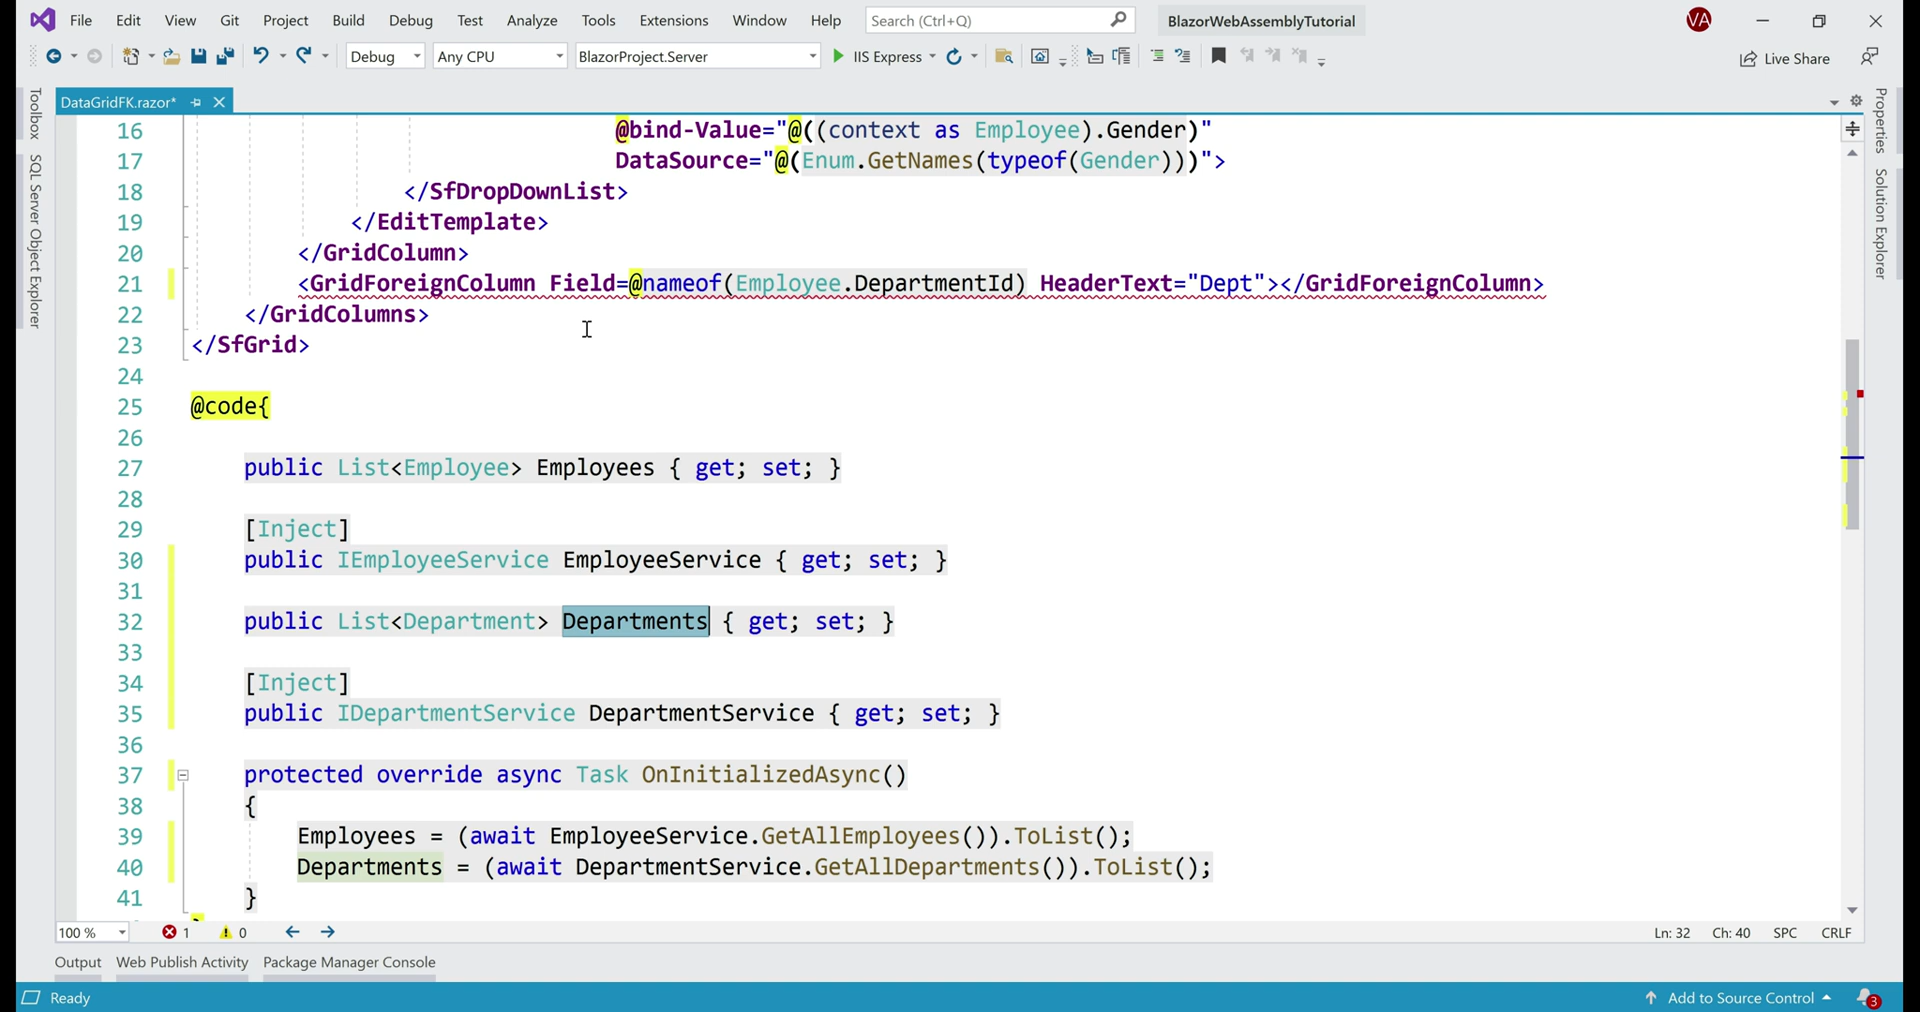 File Edit View Git Project Build Debug Test Analyze Tools Extensions Window Help Search (Ctrl+Q) BlazorWebAssemblyTutorial VA
Debug Any CPU BlazorProject.Server IIS Express Live Share
DataGridFK.razor*
Toolbox
SQL Server Object Explorer
Properties
Solution Explorer
16 @bind-Value="@((context as Employee).Gender)"
17 DataSource="@(Enum.GetNames(typeof(Gender)))">
18 </SfDropDownList>
19 </EditTemplate>
20 </GridColumn>
21 <GridForeignColumn Field=@nameof(Employee.DepartmentId) HeaderText="Dept"></GridForeignColumn>
22 </GridColumns>
23 </SfGrid>
24
25 @code{
26
27 public List<Employee> Employees { get; set; }
28
29 [Inject]
30 public IEmployeeService EmployeeService { get; set; }
31
32 public List<Department> Departments { get; set; }
33
34 [Inject]
35 public IDepartmentService DepartmentService { get; set; }
36
37 protected override async Task OnInitializedAsync()
38 {
39 Employees = (await EmployeeService.GetAllEmployees()).ToList();
40 Departments = (await DepartmentService.GetAllDepartments()).ToList();
41 }
100 % 1 0 Ln: 32 Ch: 40 SPC CRLF
Output Web Publish Activity Package Manager Console
Ready Add to Source Control 3